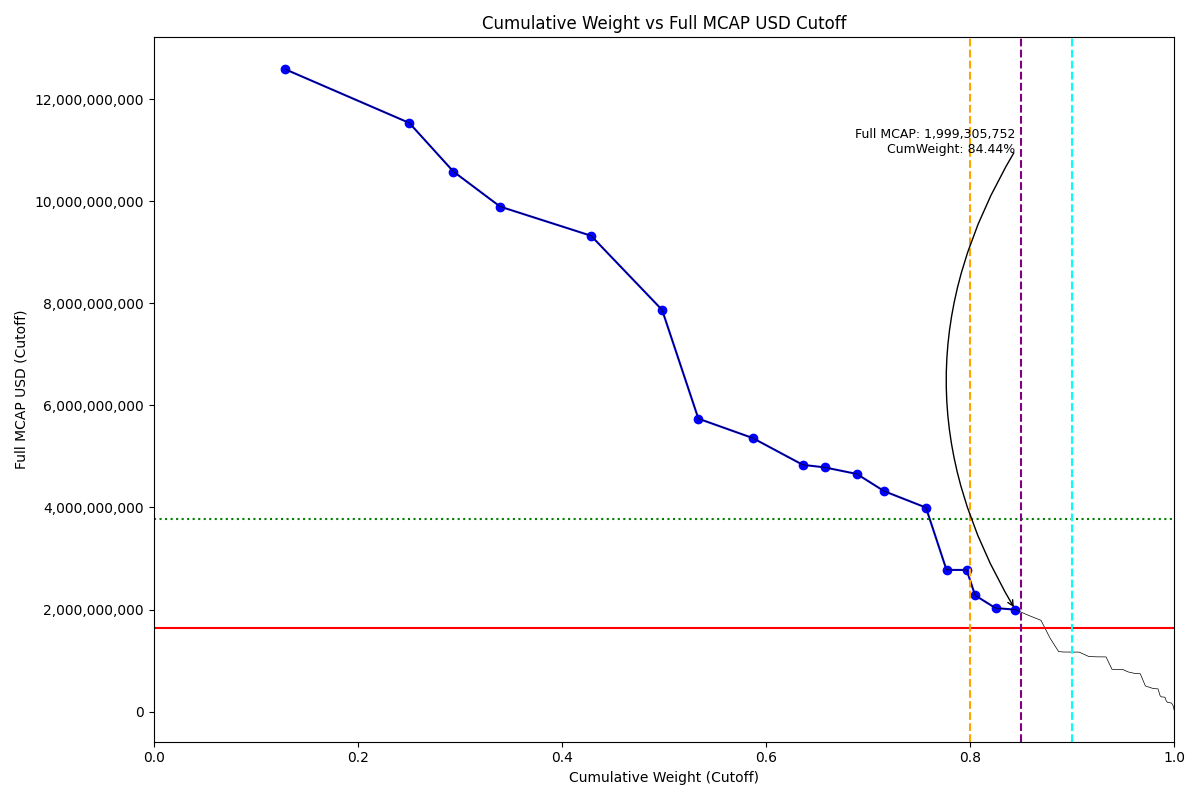 Cumulative Weight vs Full MCAP USD Cutoff
Full MCAP USD (Cutoff)
12,000,000,000
10,000,000,000
8,000,000,000
6,000,000,000
4,000,000,000
2,000,000,000
0
Full MCAP: 1,999,305,752
CumWeight: 84.44%
0.0 0.2 0.4 0.6 0.8 1.0
Cumulative Weight (Cutoff)